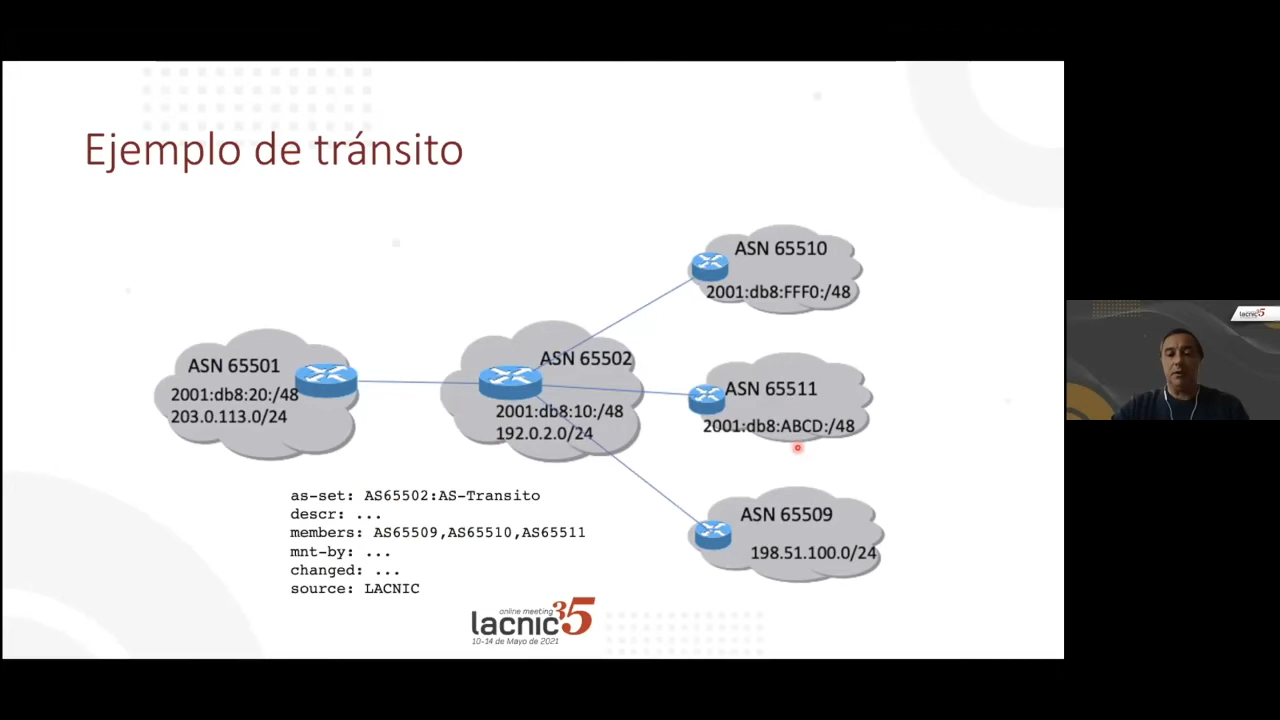 Ejemplo de tránsito
ASN 65510
2001:db8:FFF0:/48
ASN 65501
2001:db8:20:/48
203.0.113.0/24
ASN 65502
2001:db8:10:/48
192.0.2.0/24
ASN 65511
2001:db8:ABCD:/48
ASN 65509
198.51.100.0/24
as-set: AS65502:AS-Transito
descr: ...
members: AS65509,AS65510,AS65511
mnt-by: ...
changed: ...
source: LACNIC
online meeting
lacnic35
10-14 de Mayo de 2021
lacnic35